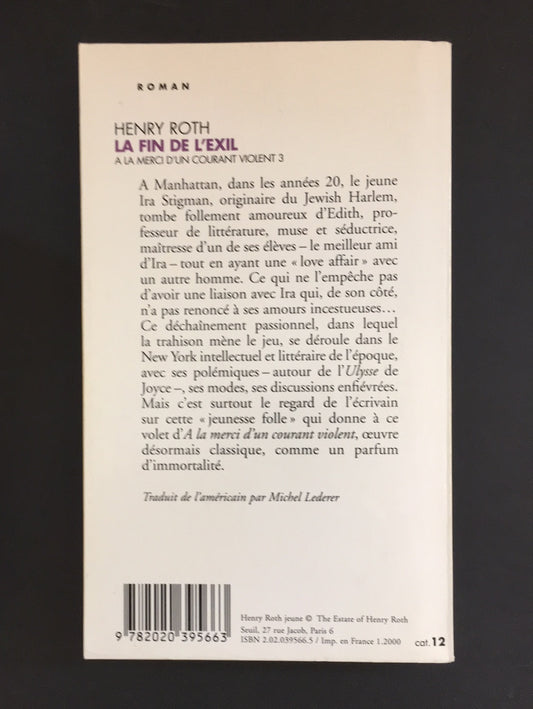 ROMAN
HENRY ROTH
LA FIN DE L'EXIL
A LA MERCI D'UN COURANT VIOLENT 3
A Manhattan, dans les années 20, le jeune
Ira Stigman, originaire du Jewish Harlem,
tombe follement amoureux d'Edith, pro-
fesseur de littérature, muse et séductrice,
maîtresse d'un de ses élèves – le meilleur ami
d'Ira – tout en ayant une « love affair » avec
un autre homme. Ce qui ne l'empêche pas
d'avoir une liaison avec Ira qui, de son côté,
n'a pas renoncé à ses amours incestueuses…
Ce déchaînement passionnel, dans lequel
la trahison mène le jeu, se déroule dans le
New York intellectuel et littéraire de l'époque,
avec ses polémiques – autour de l'Ulysse de
Joyce –, ses modes, ses discussions enfiévrées.
Mais c'est surtout le regard de l'écrivain
sur cette « jeunesse folle » qui donne à ce
volet d'A la merci d'un courant violent, œuvre
désormais classique, comme un parfum
d'immortalité.
Traduit de l'américain par Michel Lederer
9 782020 395663
Henry Roth jeune © The Estate of Henry Roth
Seuil, 27 rue Jacob, Paris 6
ISBN 2.02.039566.5 / Imp. en France 1.2000
cat. 12